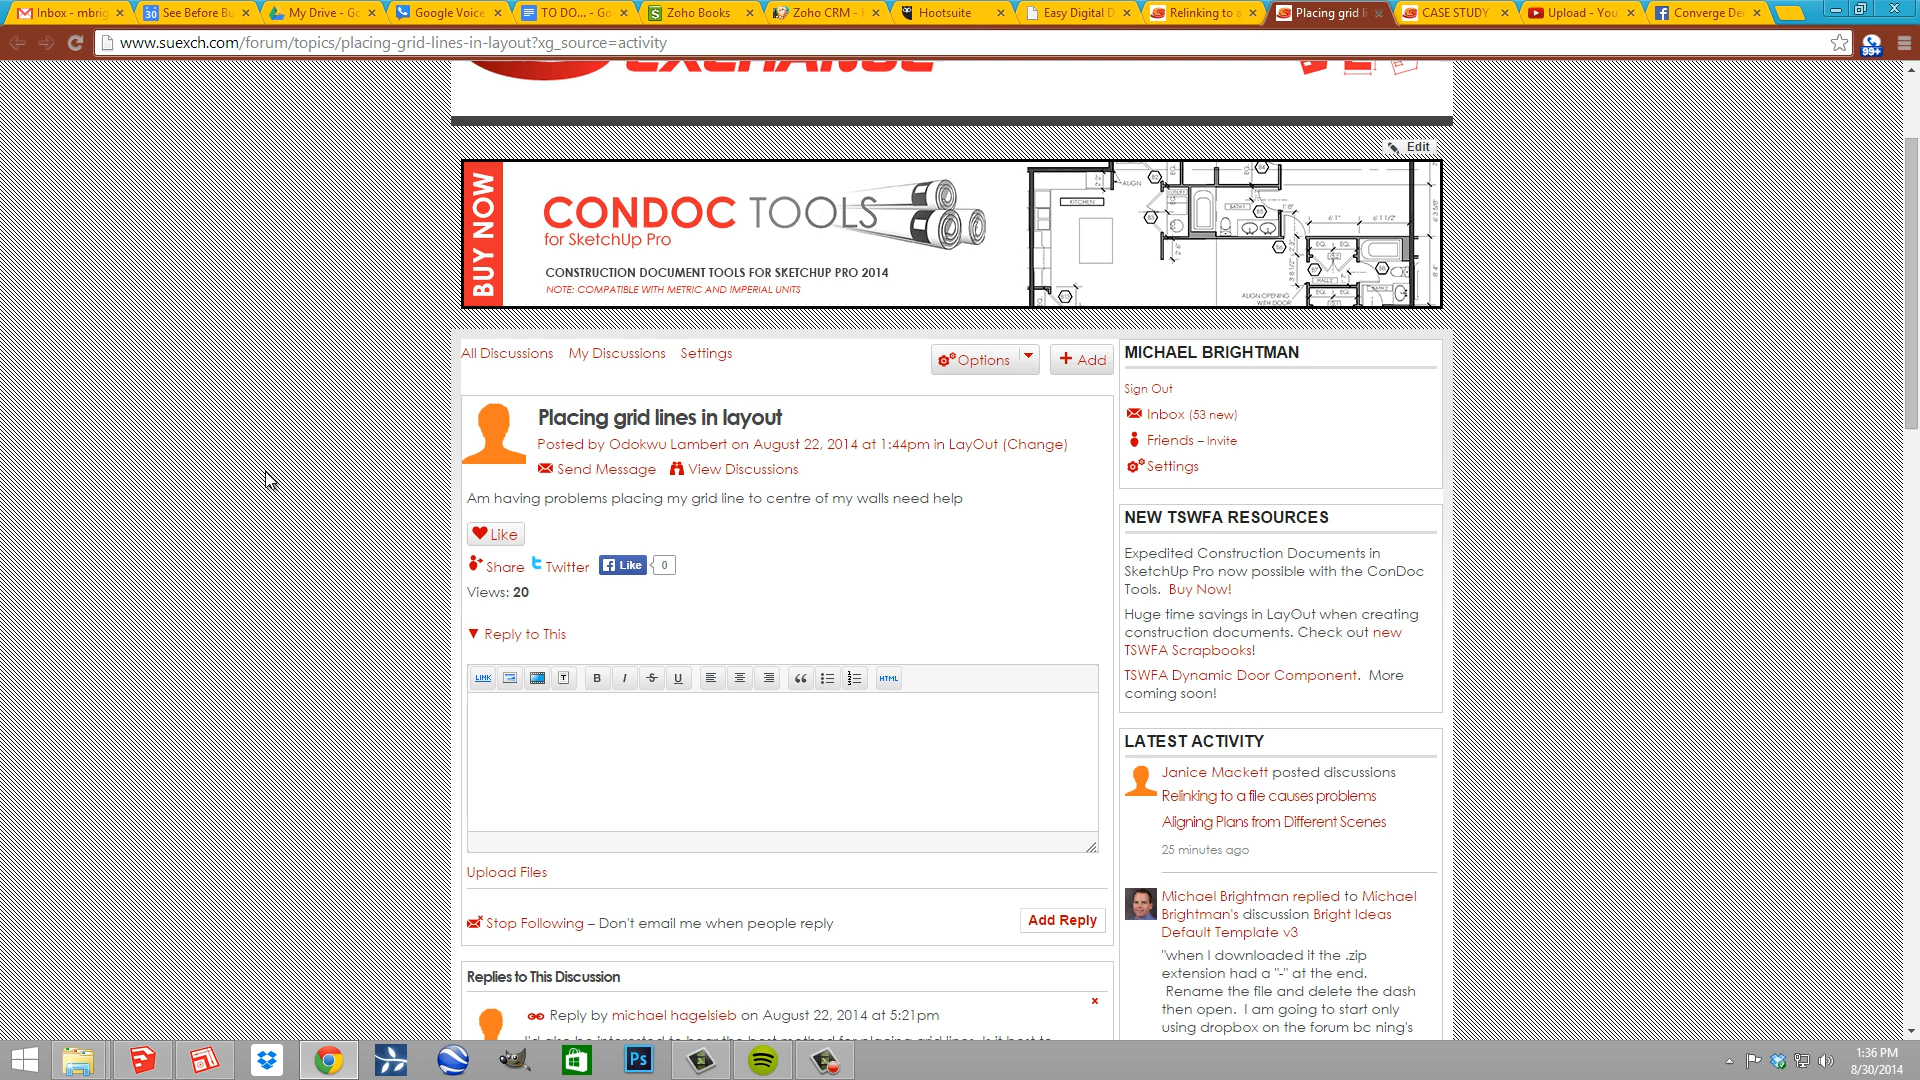 Inbox - mbrig
See Before Bu
My Drive - Go
Google Voice
TO DO... - Go
Zoho Books
Zoho CRM -
Hootsuite
Easy Digital D
Relinking to a
Placing grid li
CASE STUDY
Upload - You
Converge De
www.suexch.com/forum/topics/placing-grid-lines-in-layout?xg_source=activity
99+
EXCHANGE
Edit
BUY NOW
CONDOC TOOLS
for SketchUp Pro
CONSTRUCTION DOCUMENT TOOLS FOR SKETCHUP PRO 2014
NOTE: COMPATIBLE WITH METRIC AND IMPERIAL UNITS
ALIGN
KITCHEN
ALIGN OPENING
WITH DOOR
All Discussions My Discussions Settings
Options
+ Add
Placing grid lines in layout
Posted by Odokwu Lambert on August 22, 2014 at 1:44pm in LayOut (Change)
Send Message View Discussions
Am having problems placing my grid line to centre of my walls need help
Like
Share Twitter Like 0
Views: 20
▼ Reply to This
LINK T B I S U HTML
Upload Files
Stop Following – Don't email me when people reply
Add Reply
Replies to This Discussion
Reply by michael hagelsieb on August 22, 2014 at 5:21pm
MICHAEL BRIGHTMAN
Sign Out
Inbox (53 new)
Friends – Invite
Settings
NEW TSWFA RESOURCES
Expedited Construction Documents in
SketchUp Pro now possible with the ConDoc
Tools. Buy Now!
Huge time savings in LayOut when creating
construction documents. Check out new
TSWFA Scrapbooks!
TSWFA Dynamic Door Component. More
coming soon!
LATEST ACTIVITY
Janice Mackett posted discussions
Relinking to a file causes problems
Aligning Plans from Different Scenes
25 minutes ago
Michael Brightman replied to Michael
Brightman's discussion Bright Ideas
Default Template v3
"when I downloaded it the .zip
extension had a "-" at the end.
Rename the file and delete the dash
then open. I am going to start only
using dropbox on the forum bc ning's
Ps
1:36 PM
8/30/2014